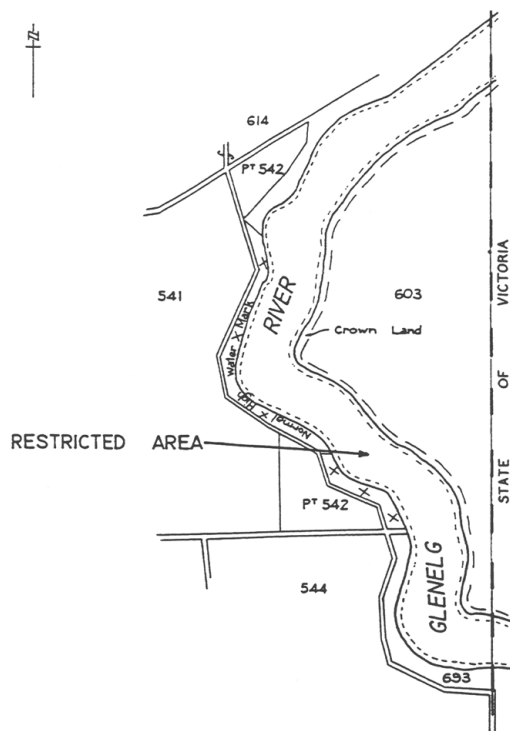 N
614
PT 542
541
RIVER
603
VICTORIA
Crown Land
Normal High Water Mark
OF
RESTRICTED AREA
STATE
PT 542
544
GLENELG
693